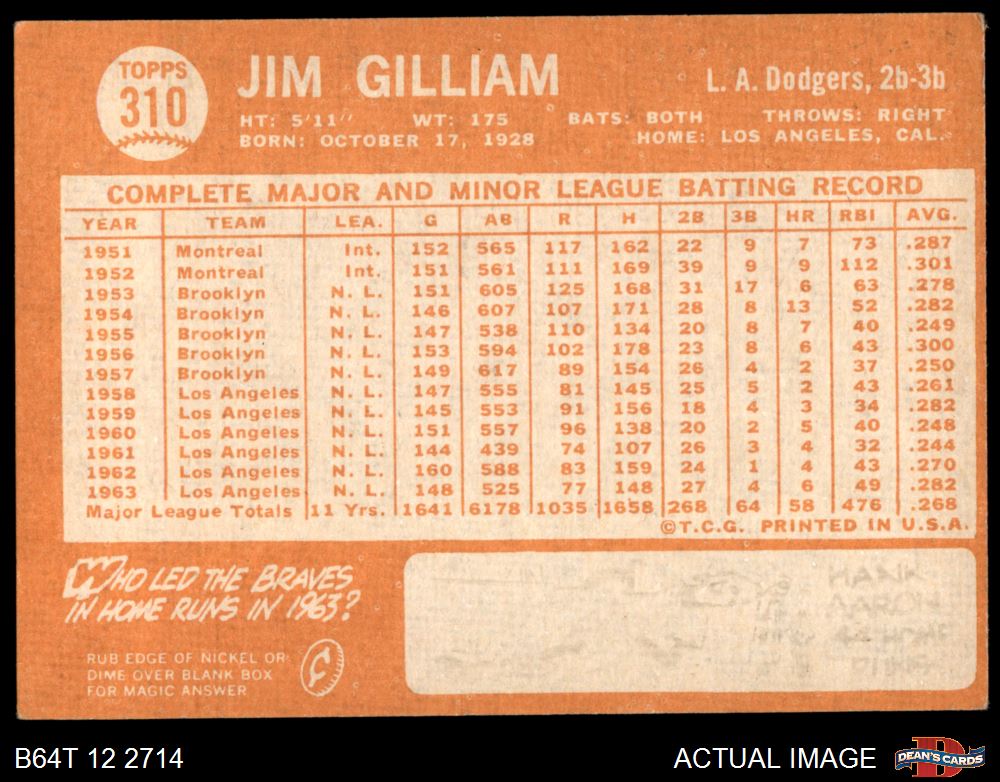 TOPPS
310
JIM GILLIAM
L. A. Dodgers, 2b-3b
HT: 5'11" WT: 175 BATS: BOTH THROWS: RIGHT
BORN: OCTOBER 17, 1928 HOME: LOS ANGELES, CAL.
COMPLETE MAJOR AND MINOR LEAGUE BATTING RECORD
YEAR TEAM LEA. G AB R H 2B 3B HR RBI AVG.
1951 Montreal Int. 152 565 117 162 22 9 7 73 .287
1952 Montreal Int. 151 561 111 169 39 9 9 112 .301
1953 Brooklyn N. L. 151 605 125 168 31 17 6 63 .278
1954 Brooklyn N. L. 146 607 107 171 28 8 13 52 .282
1955 Brooklyn N. L. 147 538 110 134 20 8 7 40 .249
1956 Brooklyn N. L. 153 594 102 178 23 8 6 43 .300
1957 Brooklyn N. L. 149 617 89 154 26 4 2 37 .250
1958 Los Angeles N. L. 147 555 81 145 25 5 2 43 .261
1959 Los Angeles N. L. 145 553 91 156 18 4 3 34 .282
1960 Los Angeles N. L. 151 557 96 138 20 2 5 40 .248
1961 Los Angeles N. L. 144 439 74 107 26 3 4 32 .244
1962 Los Angeles N. L. 160 588 83 159 24 1 4 43 .270
1963 Los Angeles N. L. 148 525 77 148 27 4 6 49 .282
Major League Totals 11 Yrs. 1641 6178 1035 1658 268 64 58 476 .268
©T.C.G. PRINTED IN U.S.A.
WHO LED THE BRAVES
IN HOME RUNS IN 1963?
RUB EDGE OF NICKEL OR
DIME OVER BLANK BOX
FOR MAGIC ANSWER
HANK
AARON
B64T 12 2714
ACTUAL IMAGE
DEAN'S CARDS